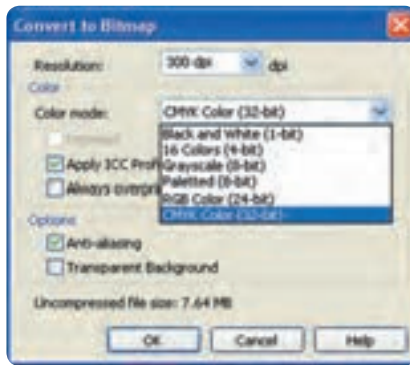 Convert to Bitmap
Resolution: 300 dpi dpi
Color
Color mode: CMYK Color (32-bit)
Black and White (1-bit)
16 Colors (4-bit)
Apply ICC Prof Grayscale (8-bit)
Paletted (8-bit)
Always overpri
RGB Color (24-bit)
CMYK Color (32-bit)
Options
Anti-aliasing
Transparent Background
Uncompressed file size: 7.64 MB
OK Cancel Help